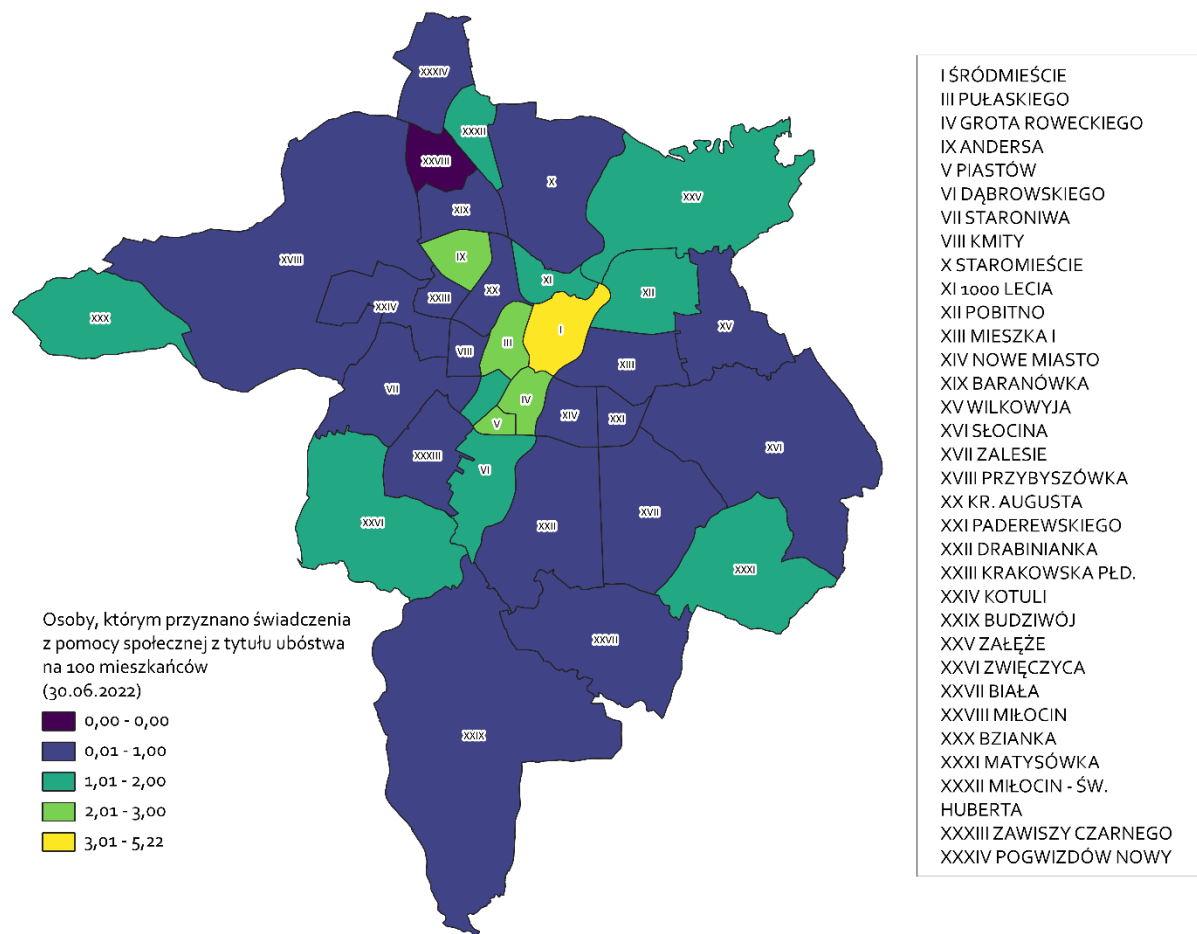 XXXIV
XXXII
XXVIII
X
XXV
XIX
IX
XVIII
XI
XX
XII
XXIII
XXIV
XXX
I
XV
III
VIII
XIII
VII
IV
XIV
XXI
V
XVI
XXXIII
VI
XXVI
XXII
XVII
XXXI
XXVII
XXIX
Osoby, którym przyznano świadczenia
z pomocy społecznej z tytułu ubóstwa
na 100 mieszkańców
(30.06.2022)
0,00 - 0,00
0,01 - 1,00
1,01 - 2,00
2,01 - 3,00
3,01 - 5,22
I ŚRÓDMIEŚCIE
III PUŁASKIEGO
IV GROTA ROWECKIEGO
IX ANDERSA
V PIASTÓW
VI DĄBROWSKIEGO
VII STARONIWA
VIII KMITY
X STAROMIEŚCIE
XI 1000 LECIA
XII POBITNO
XIII MIESZKA I
XIV NOWE MIASTO
XIX BARANÓWKA
XV WILKOWYJA
XVI SŁOCINA
XVII ZALESIE
XVIII PRZYBYSZÓWKA
XX KR. AUGUSTA
XXI PADEREWSKIEGO
XXII DRABINIANKA
XXIII KRAKOWSKA PŁD.
XXIV KOTULI
XXIX BUDZIWÓJ
XXV ZAŁĘŻE
XXVI ZWIĘCZYCA
XXVII BIAŁA
XXVIII MIŁOCIN
XXX BZIANKA
XXXI MATYSÓWKA
XXXII MIŁOCIN - ŚW.
HUBERTA
XXXIII ZAWISZY CZARNEGO
XXXIV POGWIZDÓW NOWY